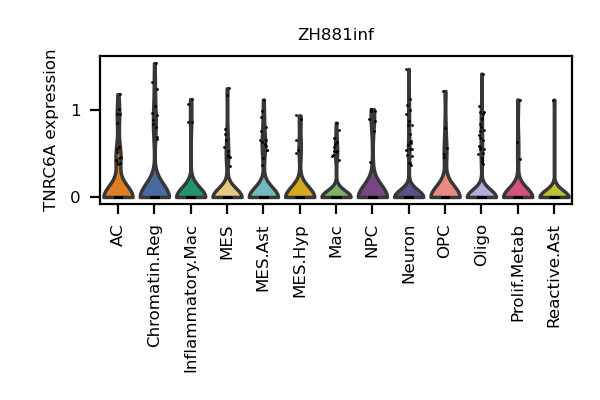 ZH881inf
TNRC6A expression
1
0
AC
Chromatin.Reg
Inflammatory.Mac
MES
MES.Ast
MES.Hyp
Mac
NPC
Neuron
OPC
Oligo
Prolif.Metab
Reactive.Ast